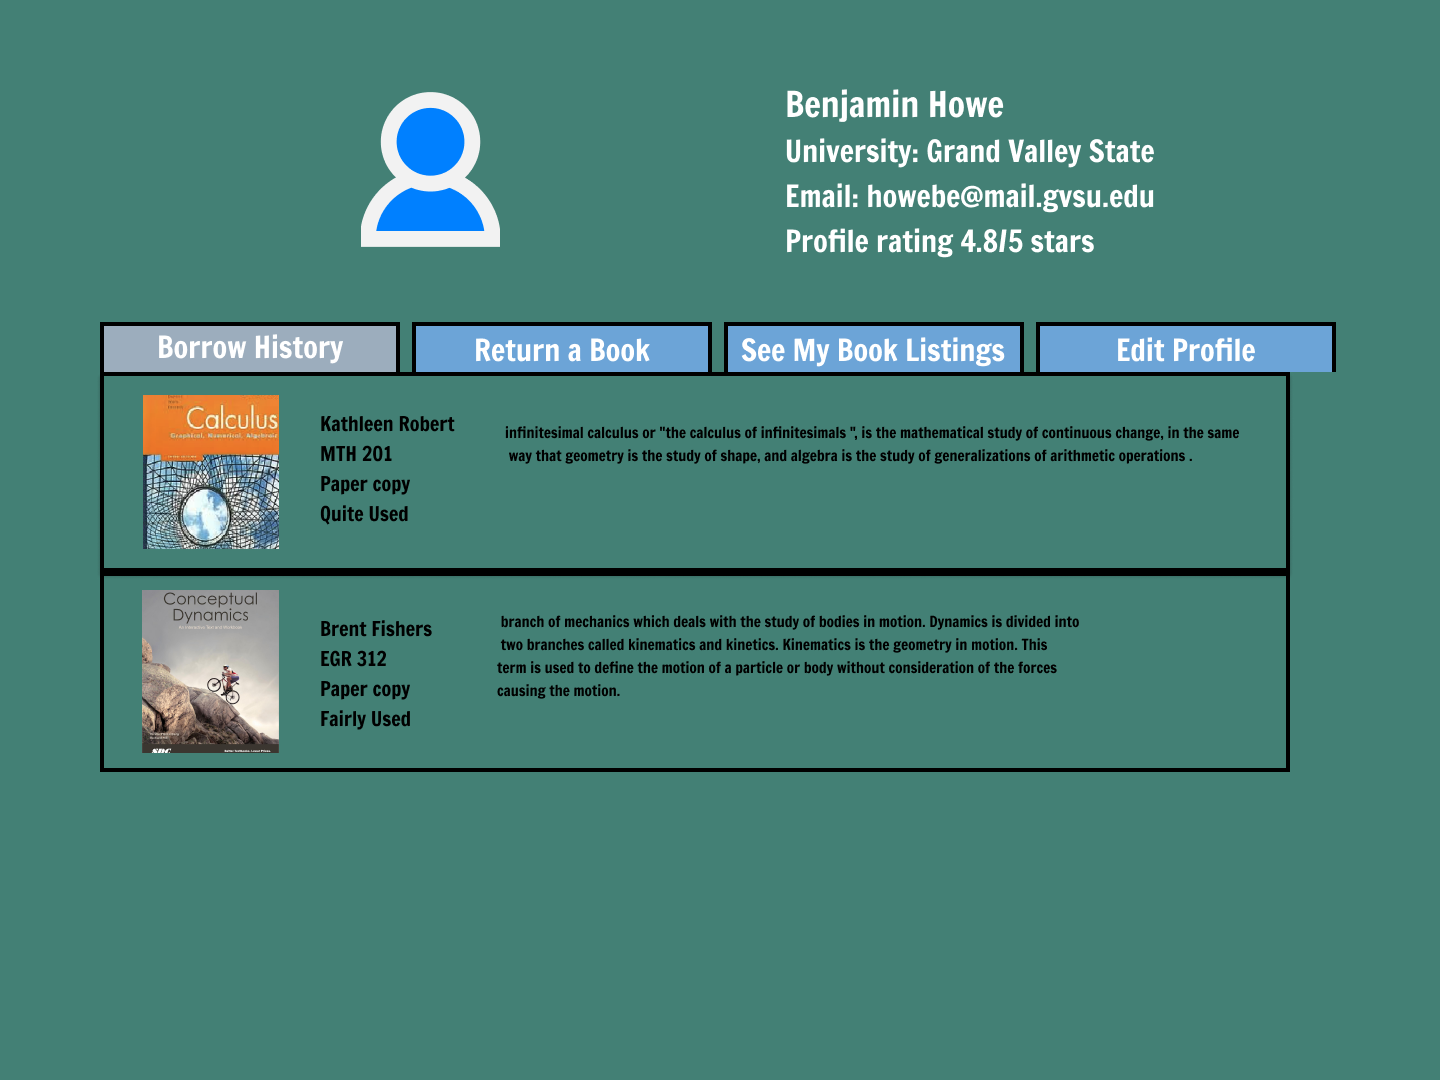 Benjamin Howe
University: Grand Valley State
Email: howebe@mail.gvsu.edu
Profile rating 4.8/5 stars
Borrow History
Return a Book
See My Book Listings
Edit Profile
Calculus
Graphical, Numerical, Algebraic
Kathleen Robert
MTH 201
Paper copy
Quite Used
infinitesimal calculus or "the calculus of infinitesimals ", is the mathematical study of continuous change, in the same
way that geometry is the study of shape, and algebra is the study of generalizations of arithmetic operations .
Conceptual
Dynamics
SDC
Brent Fishers
EGR 312
Paper copy
Fairly Used
branch of mechanics which deals with the study of bodies in motion. Dynamics is divided into
two branches called kinematics and kinetics. Kinematics is the geometry in motion. This
term is used to define the motion of a particle or body without consideration of the forces
causing the motion.